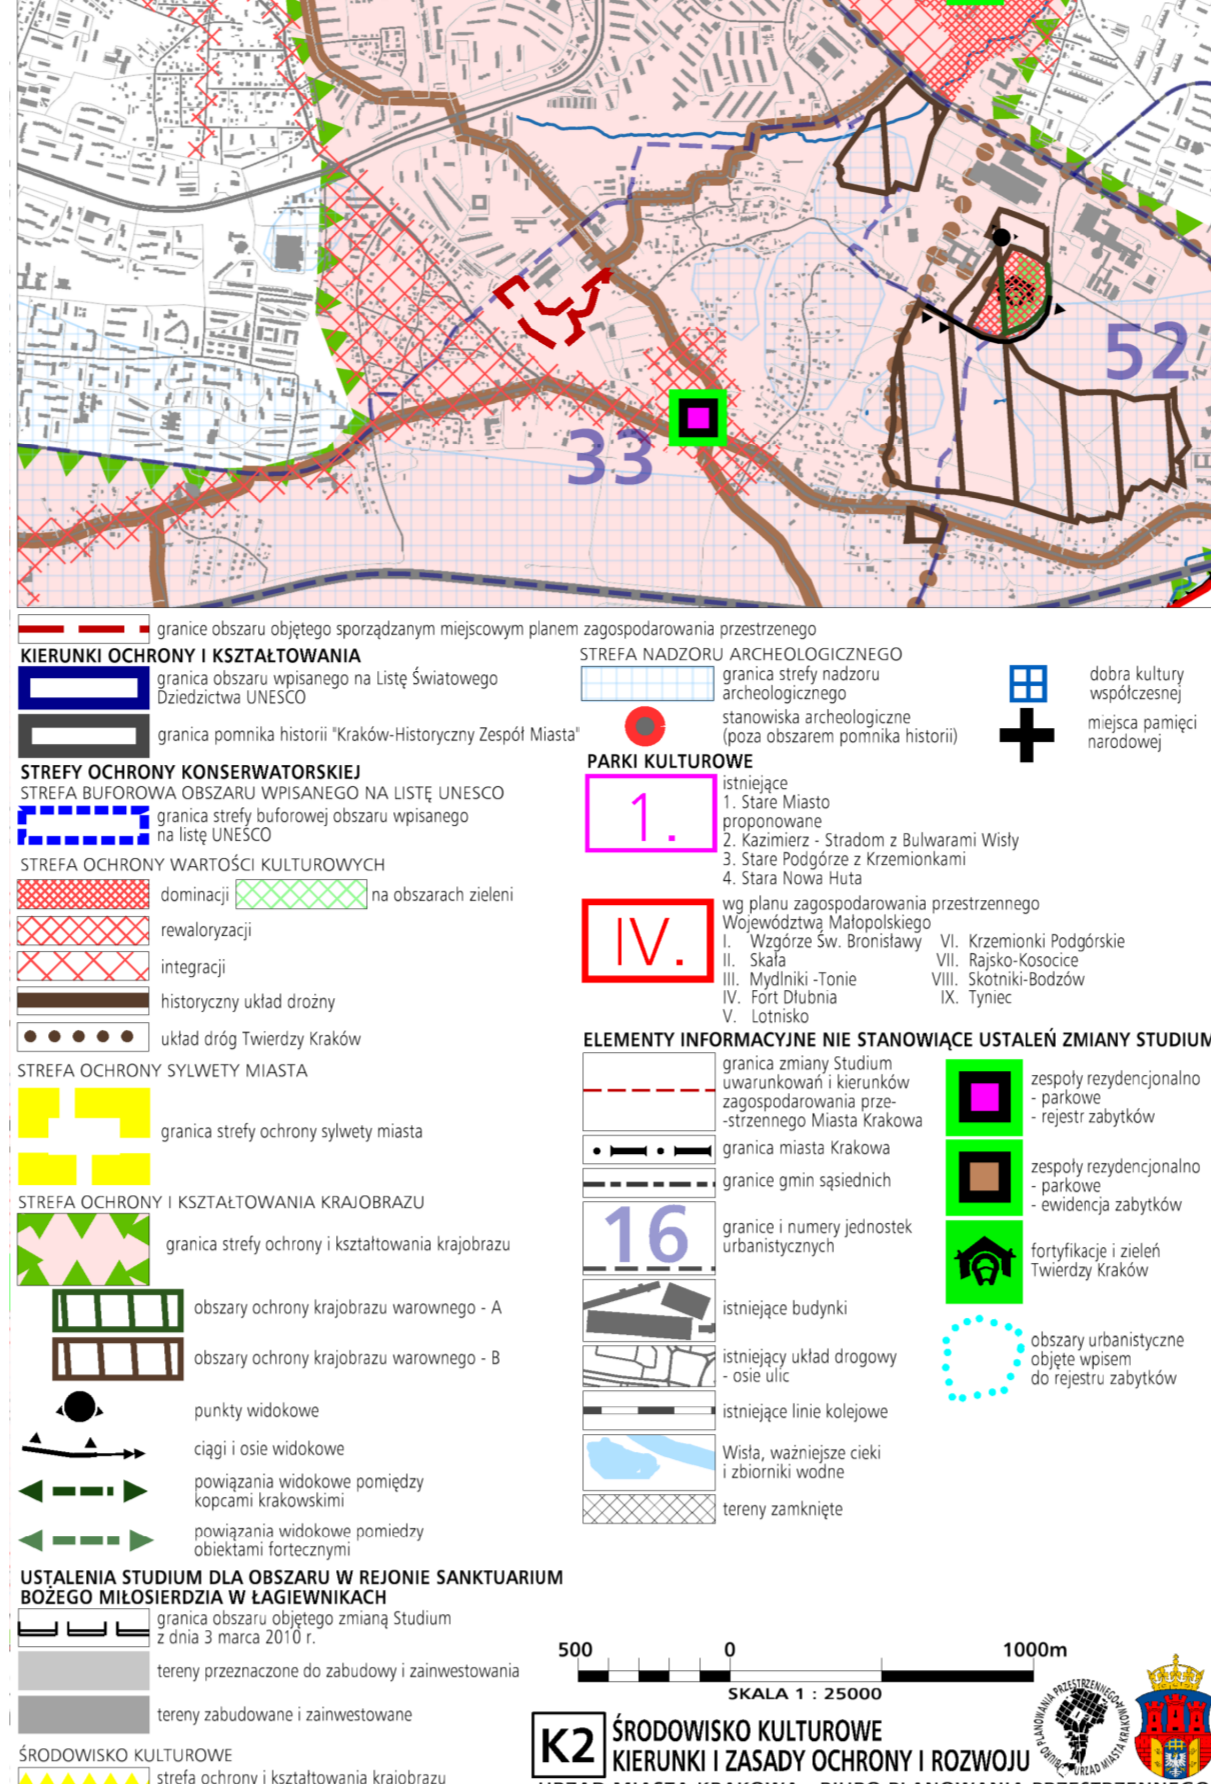 52
33
granice obszaru objętego sporządzanym miejscowym planem zagospodarowania przestrzenego
KIERUNKI OCHRONY I KSZTAŁTOWANIA
granica obszaru wpisanego na Listę Światowego
Dziedzictwa UNESCO
granica pomnika historii "Kraków-Historyczny Zespół Miasta"
STREFY OCHRONY KONSERWATORSKIEJ
STREFA BUFOROWA OBSZARU WPISANEGO NA LISTĘ UNESCO
granica strefy buforowej obszaru wpisanego
na listę UNESCO
STREFA OCHRONY WARTOŚCI KULTUROWYCH
dominacji
na obszarach zieleni
rewaloryzacji
integracji
historyczny układ drożny
układ dróg Twierdzy Kraków
STREFA OCHRONY SYLWETY MIASTA
granica strefy ochrony sylwety miasta
STREFA OCHRONY I KSZTAŁTOWANIA KRAJOBRAZU
granica strefy ochrony i kształtowania krajobrazu
obszary ochrony krajobrazu warownego - A
obszary ochrony krajobrazu warownego - B
punkty widokowe
ciągi i osie widokowe
powiązania widokowe pomiędzy
kopcami krakowskimi
powiązania widokowe pomiedzy
obiektami fortecznymi
USTALENIA STUDIUM DLA OBSZARU W REJONIE SANKTUARIUM
BOŻEGO MIŁOSIERDZIA W ŁAGIEWNIKACH
granica obszaru objętego zmianą Studium
z dnia 3 marca 2010 r.
tereny przeznaczone do zabudowy i zainwestowania
tereny zabudowane i zainwestowane
ŚRODOWISKO KULTUROWE
strefa ochrony i kształtowania krajobrazu
STREFA NADZORU ARCHEOLOGICZNEGO
granica strefy nadzoru
archeologicznego
stanowiska archeologiczne
(poza obszarem pomnika historii)
dobra kultury
współczesnej
miejsca pamięci
narodowej
PARKI KULTUROWE
1.
istniejące
1. Stare Miasto
proponowane
2. Kazimierz - Stradom z Bulwarami Wisły
3. Stare Podgórze z Krzemionkami
4. Stara Nowa Huta
IV.
wg planu zagospodarowania przestrzennego
Województwa Małopolskiego
I. Wzgórze Św. Bronisławy VI. Krzemionki Podgórskie
II. Skała VII. Rajsko-Kosocice
III. Mydlniki -Tonie VIII. Skotniki-Bodzów
IV. Fort Dłubnia IX. Tyniec
V. Lotnisko
ELEMENTY INFORMACYJNE NIE STANOWIĄCE USTALEŃ ZMIANY STUDIUM
granica zmiany Studium
uwarunkowań i kierunków
zagospodarowania prze-
-strzennego Miasta Krakowa
granica miasta Krakowa
granice gmin sąsiednich
16
granice i numery jednostek
urbanistycznych
istniejące budynki
istniejący układ drogowy
- osie ulic
istniejące linie kolejowe
Wisła, ważniejsze cieki
i zbiorniki wodne
tereny zamknięte
zespoły rezydencjonalno
- parkowe
- rejestr zabytków
zespoły rezydencjonalno
- parkowe
- ewidencja zabytków
fortyfikacje i zieleń
Twierdzy Kraków
obszary urbanistyczne
objęte wpisem
do rejestru zabytków
500 0 1000m
SKALA 1 : 25000
K2
ŚRODOWISKO KULTUROWE
KIERUNKI I ZASADY OCHRONY I ROZWOJU
BIURO PLANOWANIA PRZESTRZENNEGO
URZĄD MIASTA KRAKOWA
URZĄD MIASTA KRAKOWA - BIURO PLANOWANIA PRZESTRZENNEGO